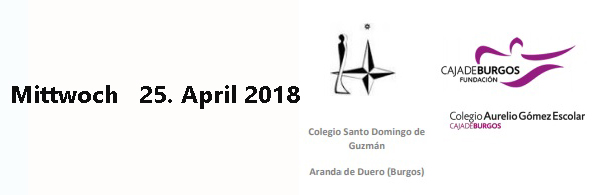 Mittwoch 25. April 2018
Colegio Santo Domingo de
Guzmán
Aranda de Duero (Burgos)
CAJADEBURGOS
FUNDACIÓN
Colegio Aurelio Gómez Escolar
CAJADEBURGOS